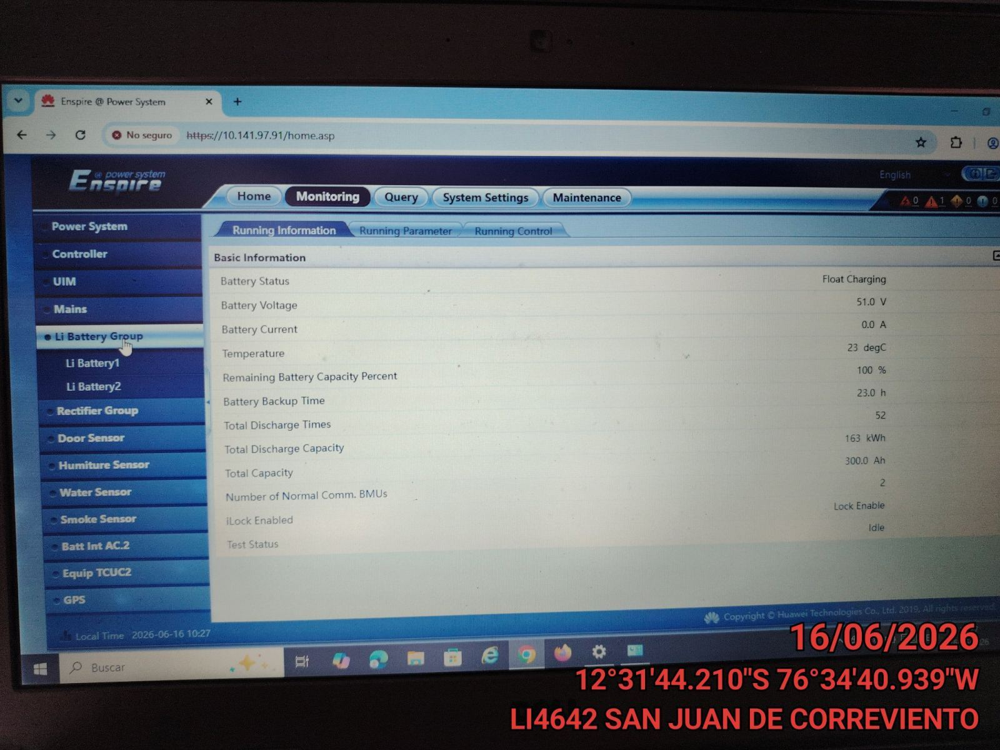 Enspire @ Power System
No seguro https://10.141.97.91/home.asp
Enspire @ power system
English
Home Monitoring Query System Settings Maintenance
0 1 0 0
Power System
Controller
UIM
Mains
Li Battery Group
Li Battery1
Li Battery2
Rectifier Group
Door Sensor
Humiture Sensor
Water Sensor
Smoke Sensor
Batt Int AC.2
Equip TCUC2
GPS
Running Information Running Parameter Running Control
Basic Information
Battery Status Float Charging
Battery Voltage 51.0 V
Battery Current 0.0 A
Temperature 23 degC
Remaining Battery Capacity Percent 100 %
Battery Backup Time 23.0 h
Total Discharge Times 52
Total Discharge Capacity 163 kWh
Total Capacity 300.0 Ah
Number of Normal Comm. BMUs 2
iLock Enabled Lock Enable
Test Status Idle
Local Time 2026-06-16 10:27
Copyright © Huawei Technologies Co., Ltd. 2019. All rights reserved.
Buscar
16/06/2026
12°31'44.210"S 76°34'40.939"W
LI4642 SAN JUAN DE CORREVIENTO